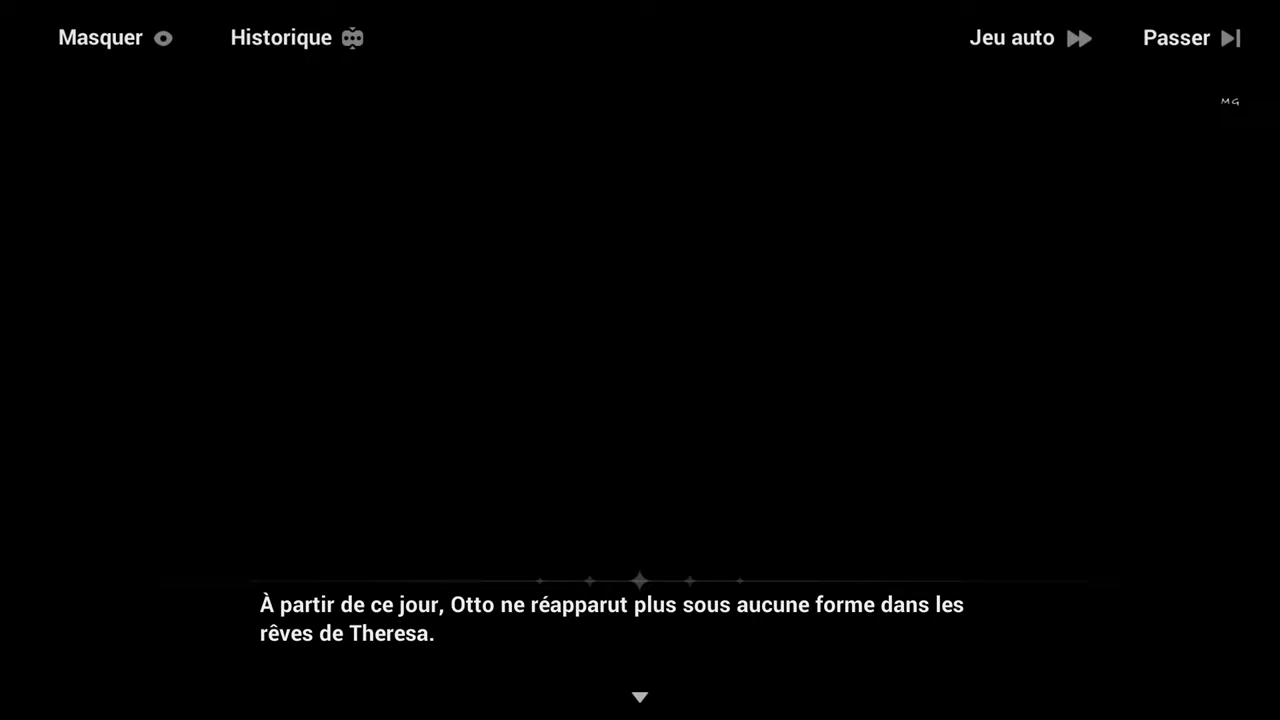 Masquer
Historique
Jeu auto
Passer
MG
À partir de ce jour, Otto ne réapparut plus sous aucune forme dans les
rêves de Theresa.